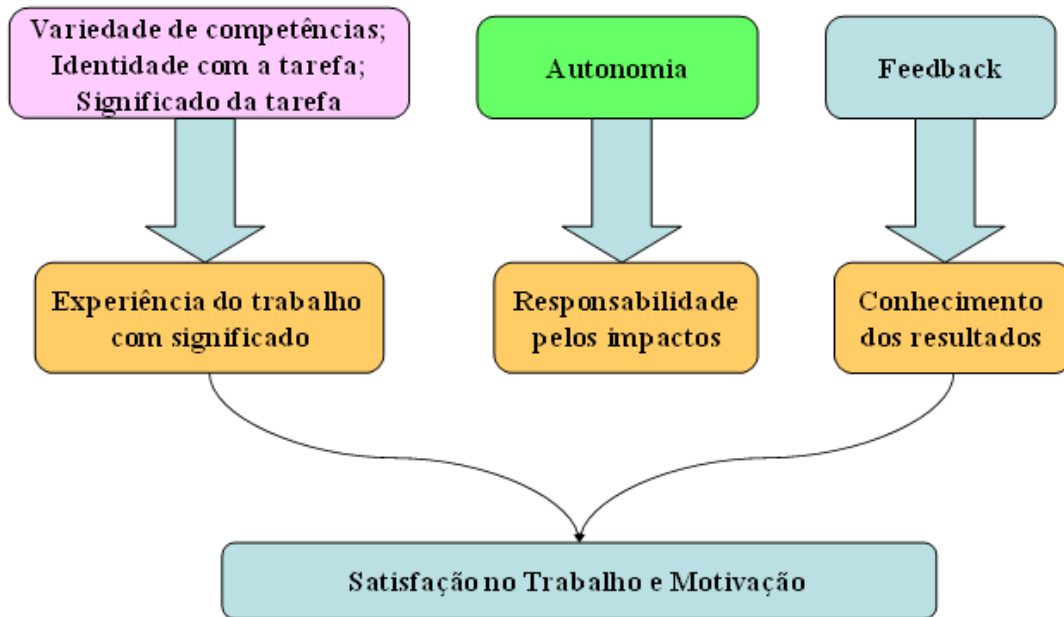 Variedade de competências;
Identidade com a tarefa;
Significado da tarefa
Autonomia
Feedback
Experiência do trabalho
com significado
Responsabilidade
pelos impactos
Conhecimento
dos resultados
Satisfação no Trabalho e Motivação